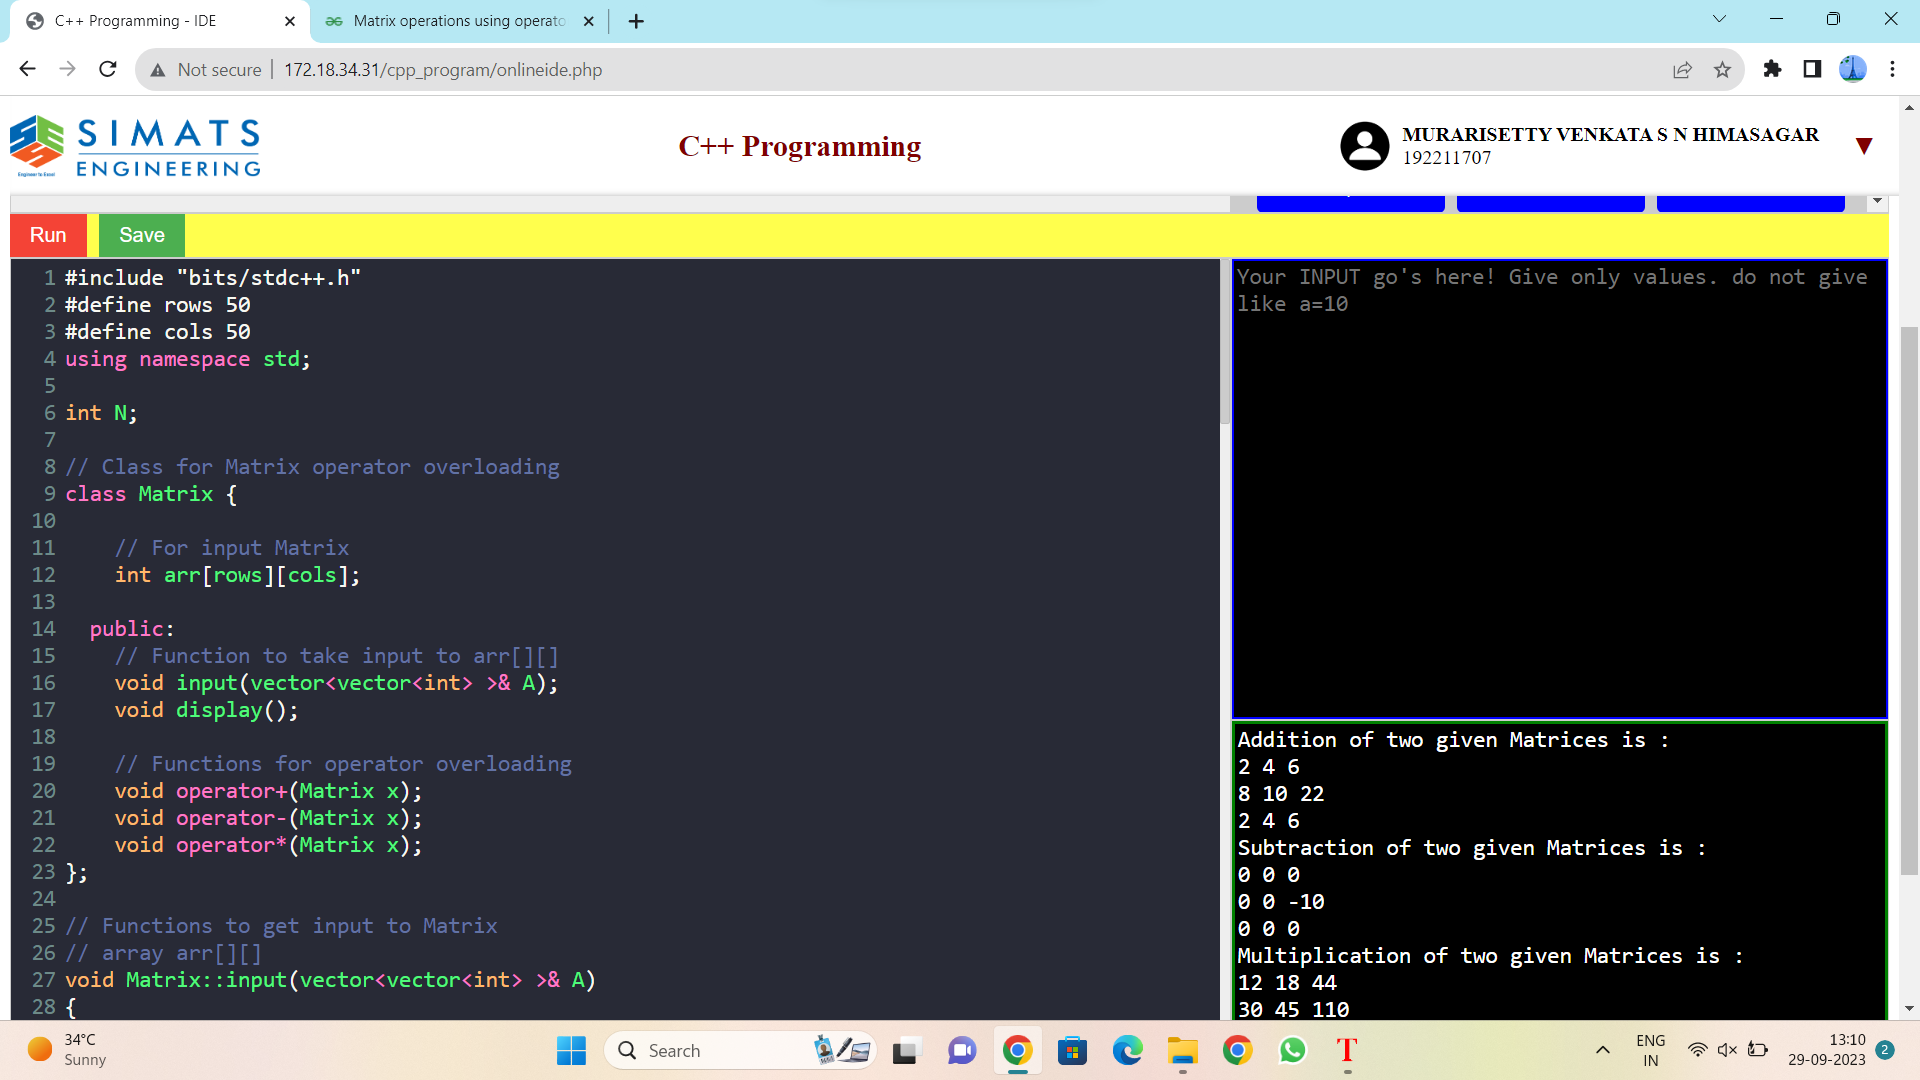 C++ Programming - IDE
Matrix operations using operato
Not secure
172.18.34.31/cpp_program/onlineide.php
SIMATS
ENGINEERING
Engineer to Excel
C++ Programming
MURARISETTY VENKATA S N HIMASAGAR
192211707
Run
Save
1 #include "bits/stdc++.h"
2 #define rows 50
3 #define cols 50
4 using namespace std;
5
6 int N;
7
8 // Class for Matrix operator overloading
9 class Matrix {
10
11     // For input Matrix
12     int arr[rows][cols];
13
14   public:
15     // Function to take input to arr[][]
16     void input(vector<vector<int> >& A);
17     void display();
18
19     // Functions for operator overloading
20     void operator+(Matrix x);
21     void operator-(Matrix x);
22     void operator*(Matrix x);
23 };
24
25 // Functions to get input to Matrix
26 // array arr[][]
27 void Matrix::input(vector<vector<int> >& A)
28 {
Your INPUT go's here! Give only values. do not give
like a=10
Addition of two given Matrices is :
2 4 6
8 10 22
2 4 6
Subtraction of two given Matrices is :
0 0 0
0 0 -10
0 0 0
Multiplication of two given Matrices is :
12 18 44
30 45 110
34°C
Sunny
Search
T
ENG
IN
13:10
29-09-2023
2